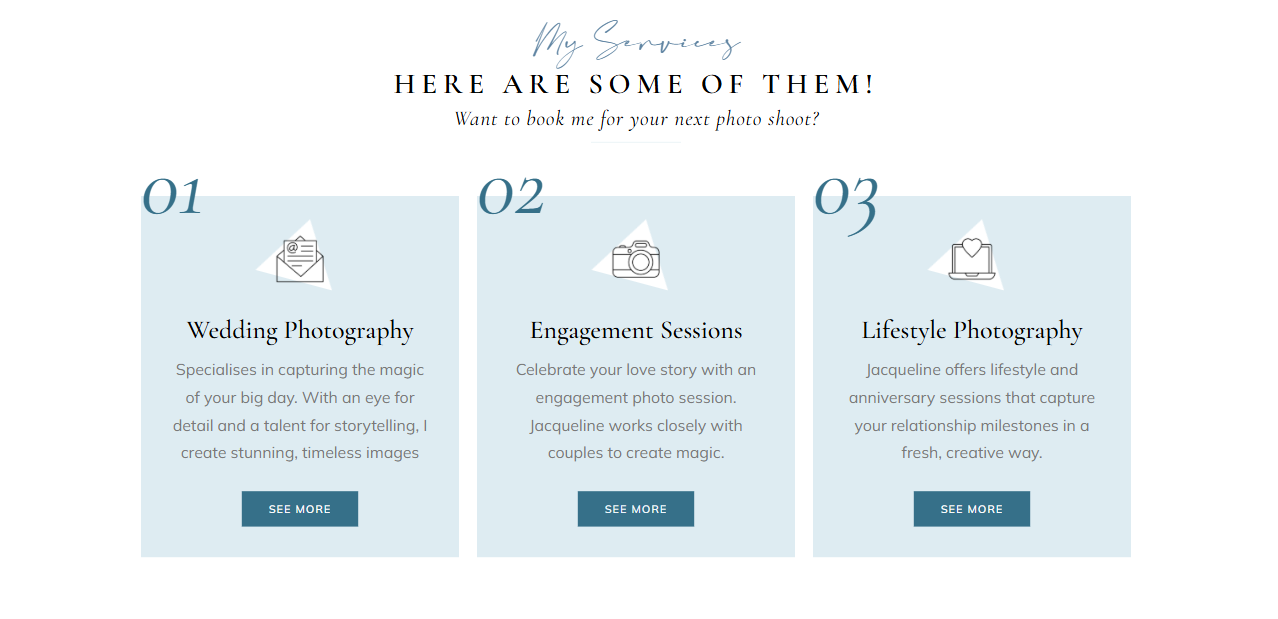 My Services
HERE ARE SOME OF THEM!
Want to book me for your next photo shoot?
01
Wedding Photography
Specialises in capturing the magic
of your big day. With an eye for
detail and a talent for storytelling, I
create stunning, timeless images
SEE MORE
02
Engagement Sessions
Celebrate your love story with an
engagement photo session.
Jacqueline works closely with
couples to create magic.
SEE MORE
03
Lifestyle Photography
Jacqueline offers lifestyle and
anniversary sessions that capture
your relationship milestones in a
fresh, creative way.
SEE MORE